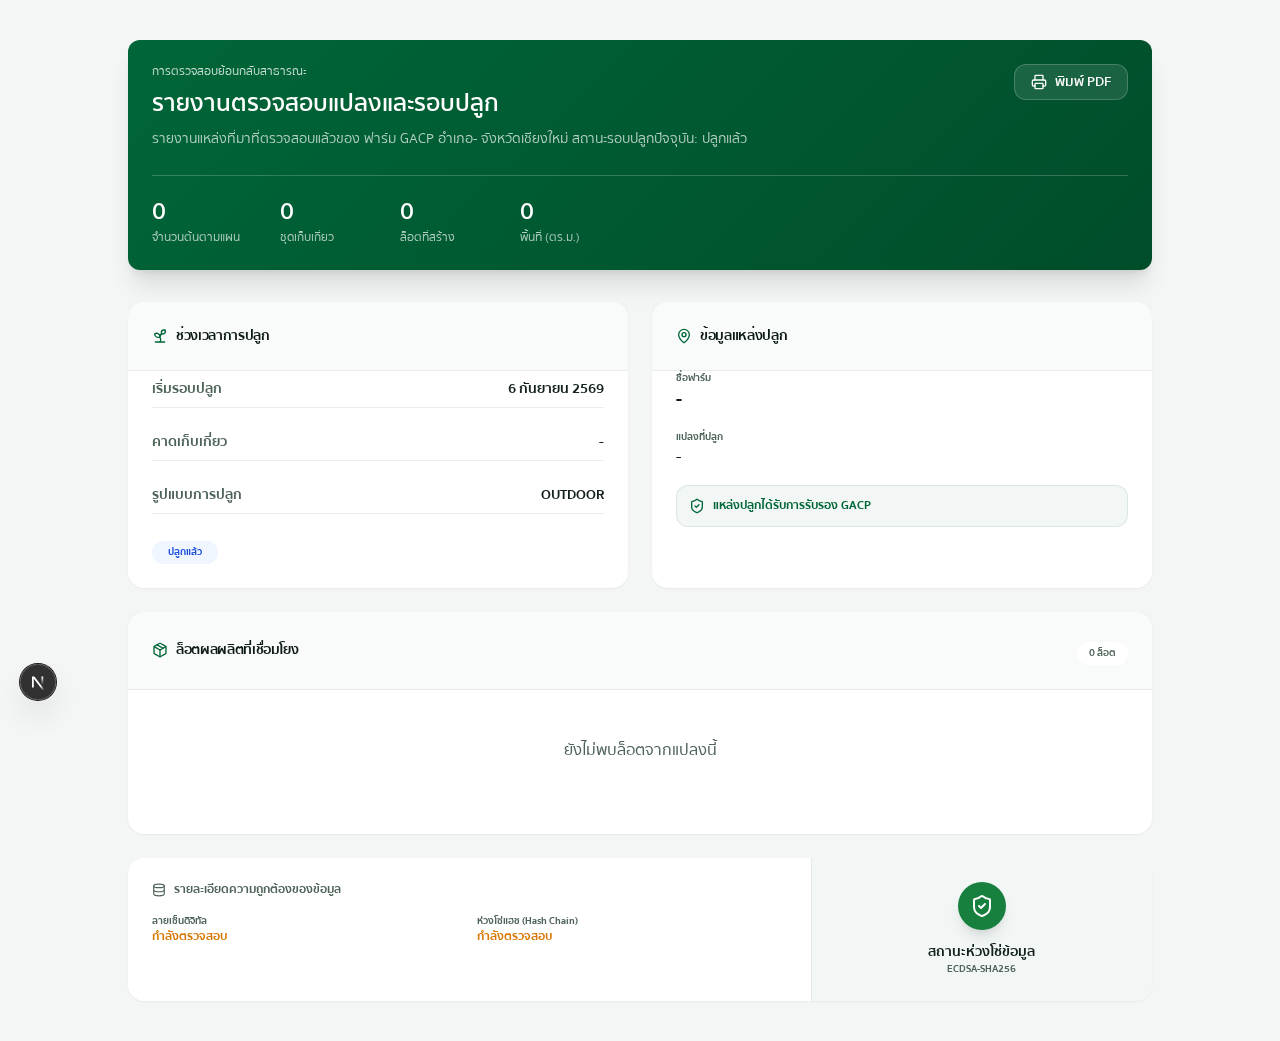 การตรวจสอบย้อนกลับสาธารณะ
รายงานตรวจสอบแปลงและรอบปลูก
พิมพ์ PDF
รายงานแหล่งที่มาที่ตรวจสอบแล้วของ ฟาร์ม GACP อำเภอ- จังหวัดเชียงใหม่ สถานะรอบปลูกปัจจุบัน: ปลูกแล้ว
0 0 0 0
จำนวนต้นตามแผน ชุดเก็บเกี่ยว ล็อตที่สร้าง พื้นที่ (ตร.ม.)
ช่วงเวลาการปลูก
เริ่มรอบปลูก 6 กันยายน 2569
คาดเก็บเกี่ยว -
รูปแบบการปลูก OUTDOOR
ปลูกแล้ว
ข้อมูลแหล่งปลูก
ชื่อฟาร์ม
-
แปลงที่ปลูก
-
แหล่งปลูกได้รับการรับรอง GACP
ล็อตผลผลิตที่เชื่อมโยง
0 ล็อต
ยังไม่พบล็อตจากแปลงนี้
N
รายละเอียดความถูกต้องของข้อมูล
ลายเซ็นดิจิทัล ห่วงโซ่แฮช (Hash Chain)
กำลังตรวจสอบ กำลังตรวจสอบ
สถานะห่วงโซ่ข้อมูล
ECDSA-SHA256